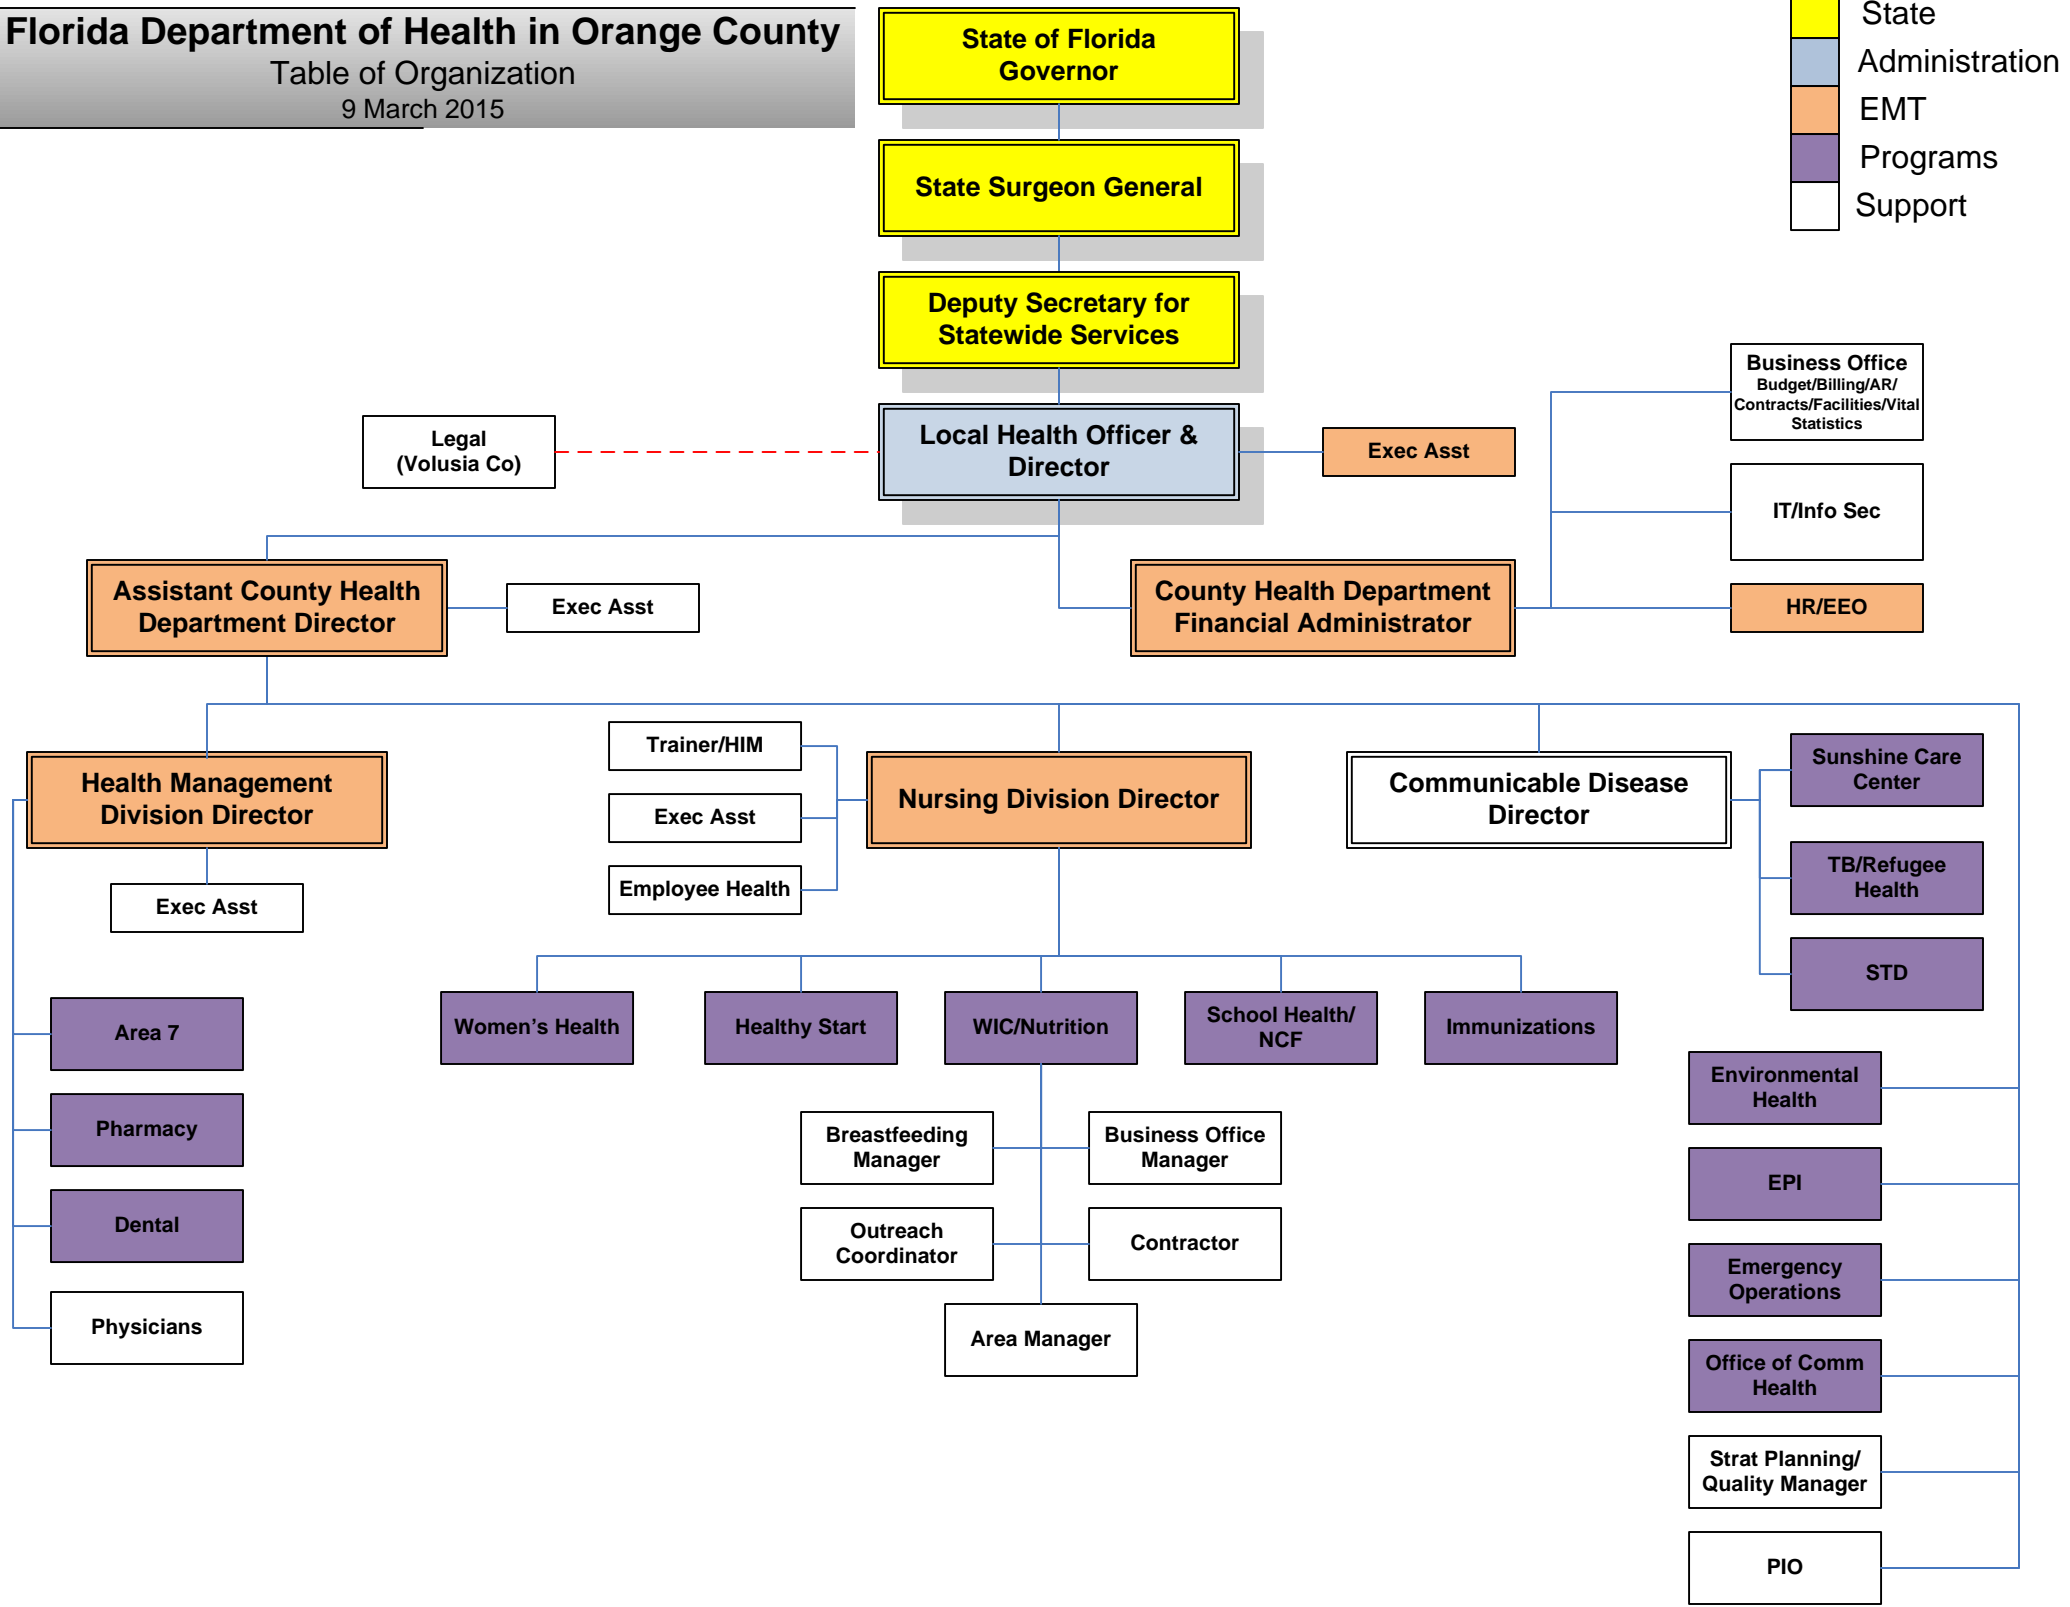 Florida Department of Health in Orange County
Table of Organization
9 March 2015
State of Florida
Governor
State
Administration
EMT
Programs
Support
State Surgeon General
Deputy Secretary for
Statewide Services
Business Office
Budget/Billing/AR/
Contracts/Facilities/Vital
Statistics
Legal
(Volusia Co)
Local Health Officer &
Director
Exec Asst
IT/Info Sec
Assistant County Health
Department Director
Exec Asst
County Health Department
Financial Administrator
HR/EEO
Health Management
Division Director
Exec Asst
Trainer/HIM
Exec Asst
Employee Health
Nursing Division Director
Communicable Disease
Director
Sunshine Care
Center
TB/Refugee
Health
STD
Area 7
Pharmacy
Dental
Physicians
Women's Health
Healthy Start
WIC/Nutrition
School Health/
NCF
Immunizations
Breastfeeding
Manager
Business Office
Manager
Outreach
Coordinator
Contractor
Area Manager
Environmental
Health
EPI
Emergency
Operations
Office of Comm
Health
Strat Planning/
Quality Manager
PIO